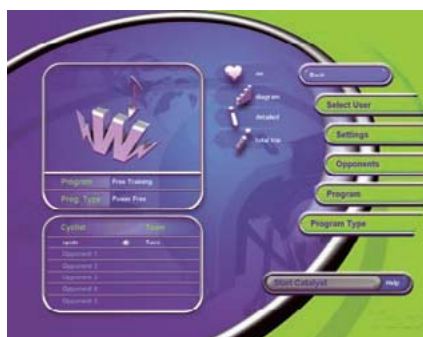 Back
diagram
detailed
total trip
Select User
Settings
Opponents
Program
Program Type
Program Free Training
Prog. Type Power Free
Cyclist Team
Opponent 1
Opponent 2
Opponent 3
Opponent 4
Opponent 5
Start Catalyst Help